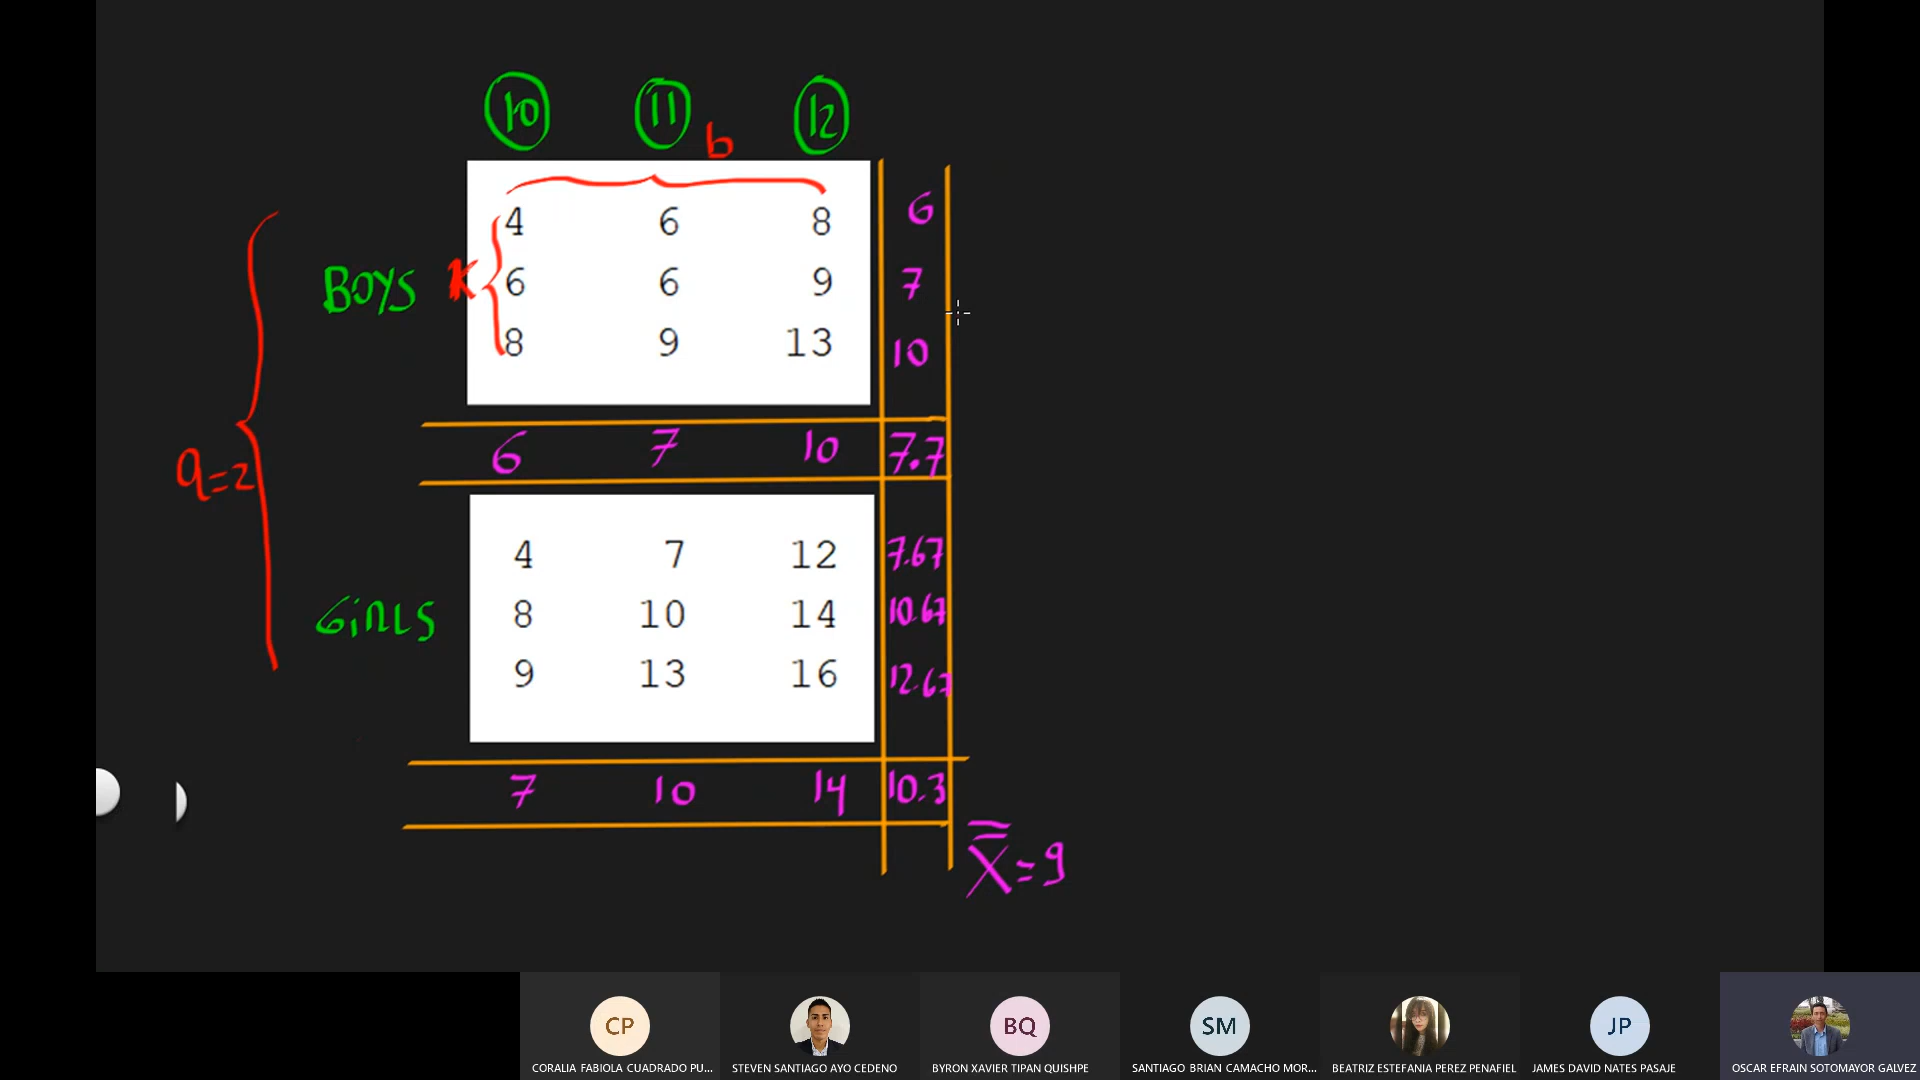 10 11 12
b
4 6 8 6
BOYS K 6 6 9 7
8 9 13 10
6 7 10 7.7
q=2
4 7 12 7.67
GiRLS 8 10 14 10.67
9 13 16 12.67
7 10 14 10.3
X=9
CP BQ SM JP
CORALIA FABIOLA CUADRADO PU... STEVEN SANTIAGO AYO CEDENO BYRON XAVIER TIPAN QUISHPE SANTIAGO BRIAN CAMACHO MOR... BEATRIZ ESTEFANIA PEREZ PENAFIEL JAMES DAVID NATES PASAJE OSCAR EFRAIN SOTOMAYOR GALVEZ